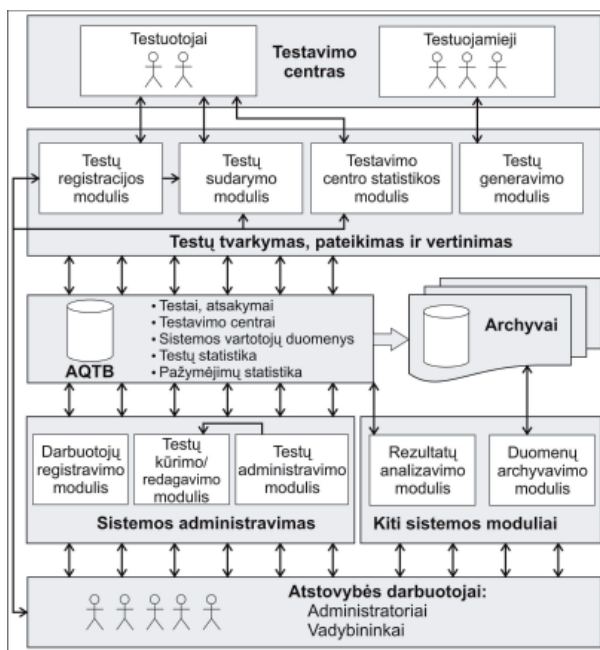 Testuotojai
Testavimo
centras
Testuojamieji
Testų
registracijos
modulis
Testų
sudarymo
modulis
Testavimo
centro statistikos
modulis
Testų
generavimo
modulis
Testų tvarkymas, pateikimas ir vertinimas
AQTB
• Testai, atsakymai
• Testavimo centrai
• Sistemos vartotojų duomenys
• Testų statistika
• Pažymėjimų statistika
Archyvai
Darbuotojų
registravimo
modulis
Testų
kūrimo/
redagavimo
modulis
Testų
administravimo
modulis
Sistemos administravimas
Rezultatų
analizavimo
modulis
Duomenų
archyvavimo
modulis
Kiti sistemos moduliai
Atstovybės darbuotojai:
Administratoriai
Vadybininkai